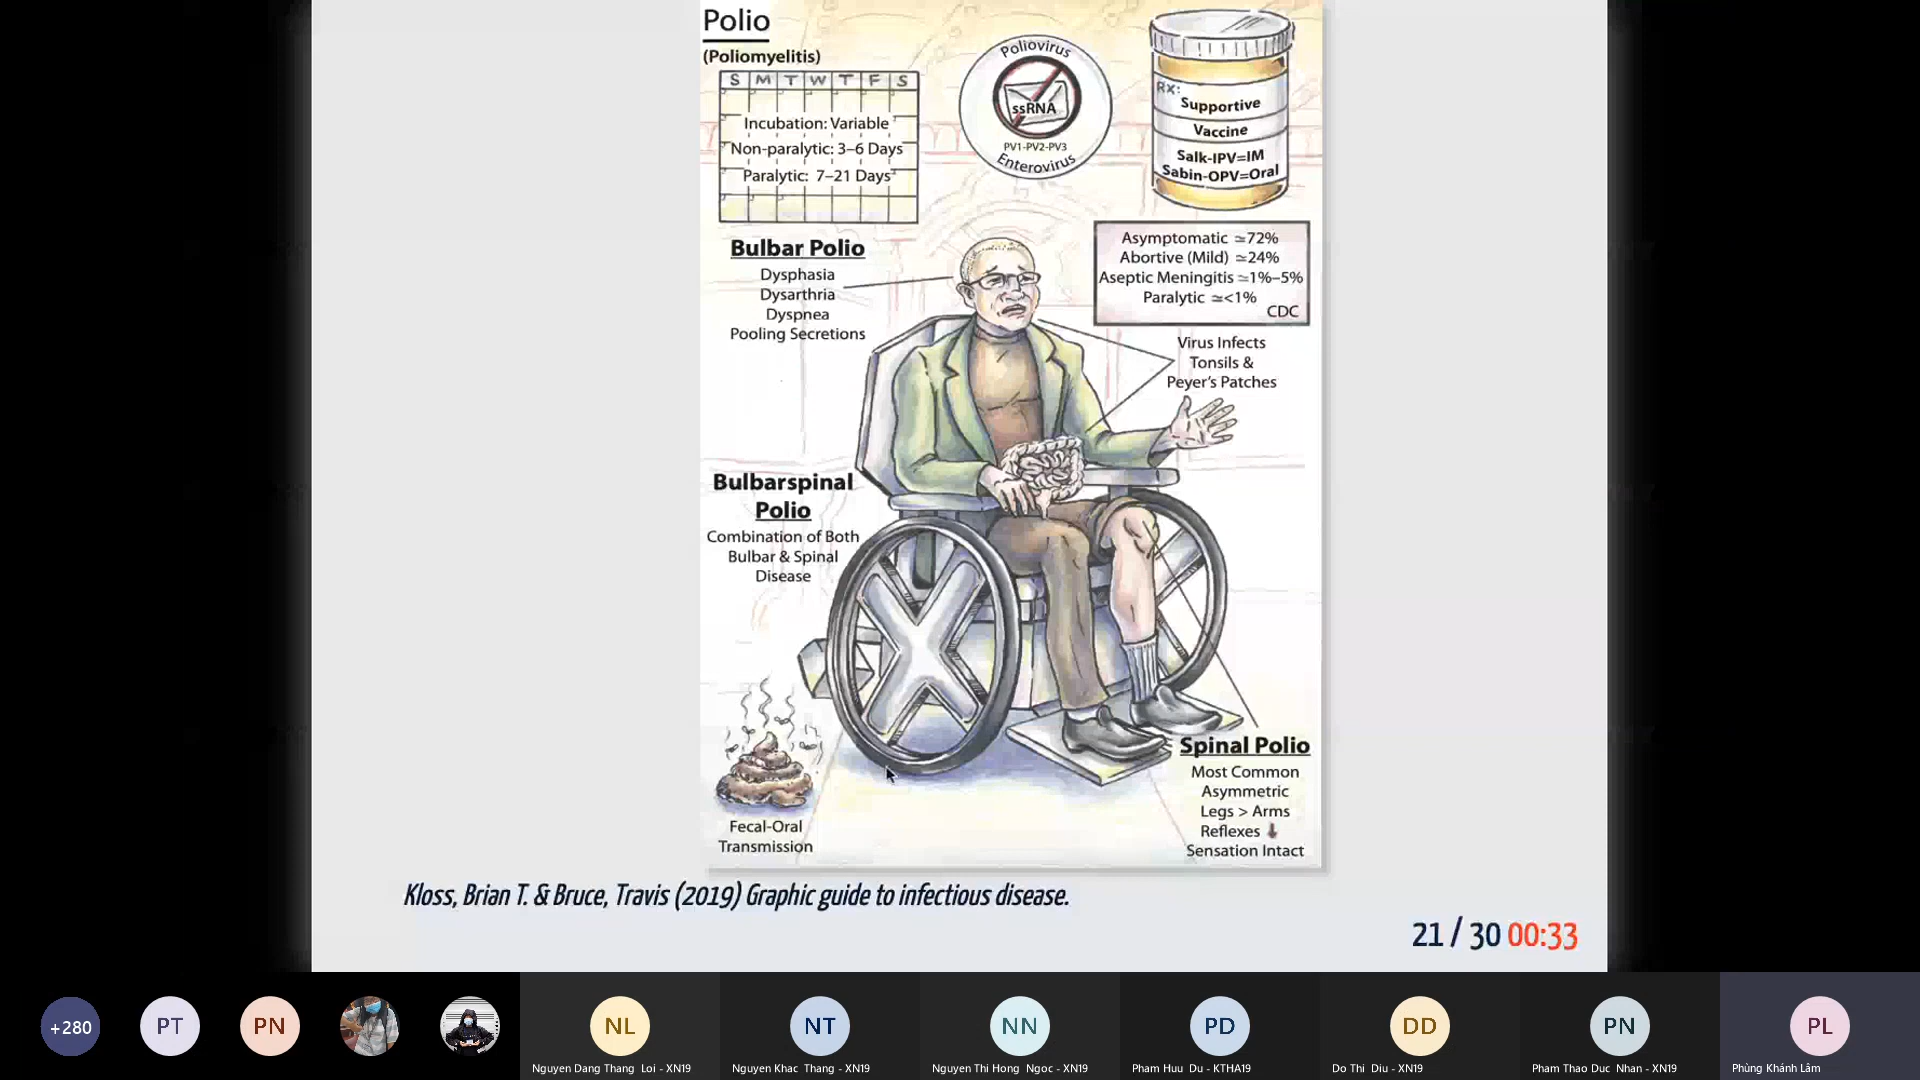 Polio
(Poliomyelitis)
S M T W T F S
Incubation: Variable
Non-paralytic: 3–6 Days
Paralytic: 7–21 Days
Poliovirus
ssRNA
PV1-PV2-PV3
Enterovirus
RX:
Supportive
Vaccine
Salk-IPV=IM
Sabin-OPV=Oral
Bulbar Polio
Dysphasia
Dysarthria
Dyspnea
Pooling Secretions
Asymptomatic ≃72%
Abortive (Mild) ≃24%
Aseptic Meningitis ≃1%–5%
Paralytic ≃<1%
CDC
Virus Infects
Tonsils &
Peyer's Patches
Bulbarspinal
Polio
Combination of Both
Bulbar & Spinal
Disease
Fecal-Oral
Transmission
Spinal Polio
Most Common
Asymmetric
Legs > Arms
Reflexes ↓
Sensation Intact
Kloss, Brian T. & Bruce, Travis (2019) Graphic guide to infectious disease.
21 / 30 00:33
+280
PT
PN
NL
NT
NN
PD
DD
PN
PL
Nguyen Dang Thang Loi - XN19
Nguyen Khac Thang - XN19
Nguyen Thi Hong Ngoc - XN19
Pham Huu Du - KTHA19
Do Thi Diu - XN19
Pham Thao Duc Nhan - XN19
Phùng Khánh Lâm